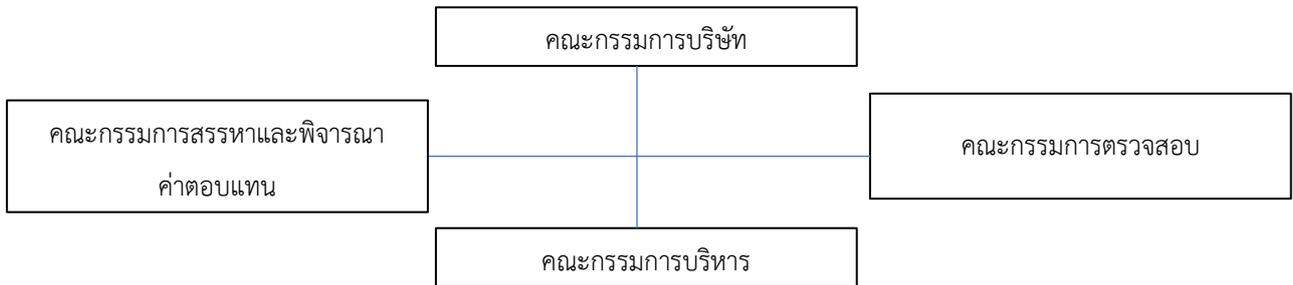 คณะกรรมการบริษัท
คณะกรรมการสรรหาและพิจารณา
ค่าตอบแทน
คณะกรรมการตรวจสอบ
คณะกรรมการบริหาร